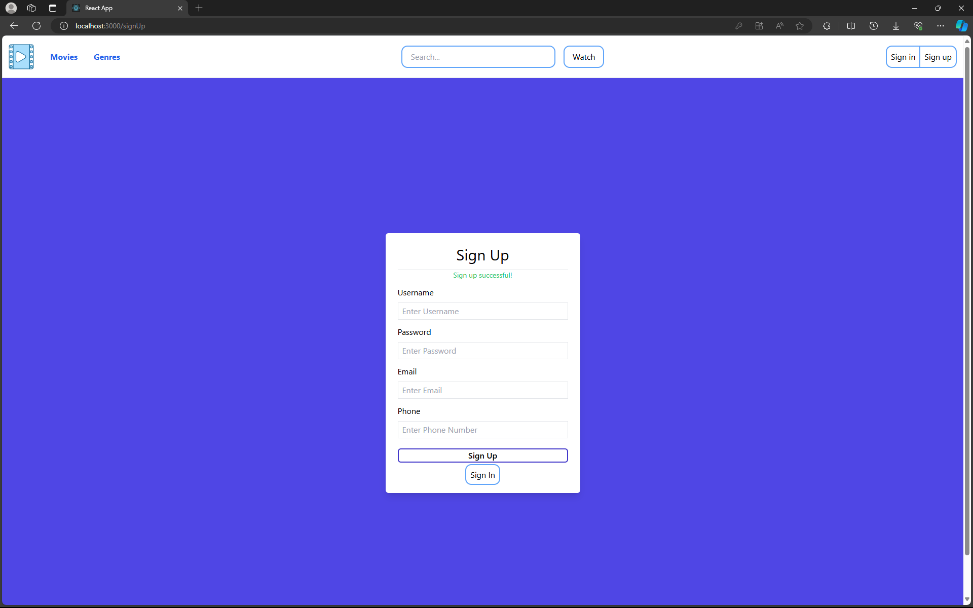 React App
localhost:3000/signUp
Movies
Genres
Search...
Watch
Sign in
Sign up
Sign Up
Sign up successful!
Username
Enter Username
Password
Enter Password
Email
Enter Email
Phone
Enter Phone Number
Sign Up
Sign In